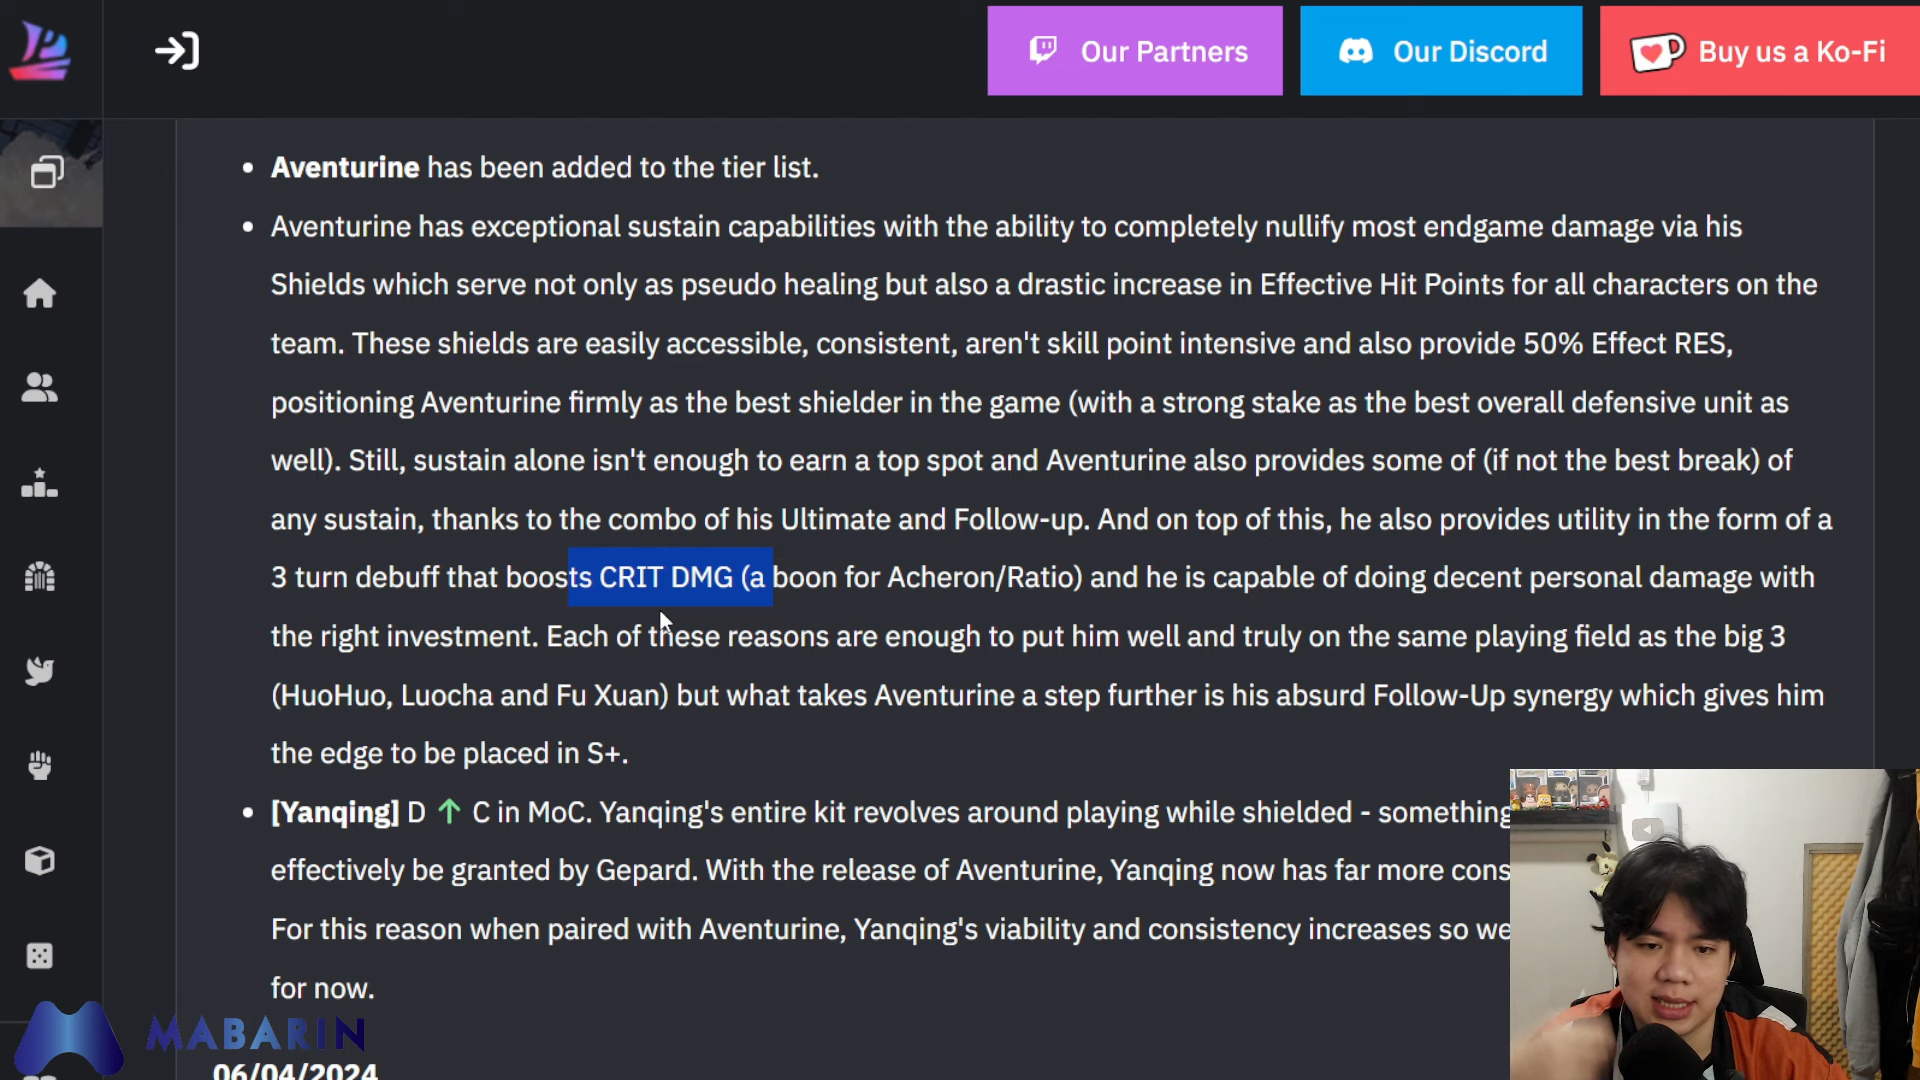 Our Partners
Our Discord
Buy us a Ko-Fi
• Aventurine has been added to the tier list.
• Aventurine has exceptional sustain capabilities with the ability to completely nullify most endgame damage via his
Shields which serve not only as pseudo healing but also a drastic increase in Effective Hit Points for all characters on the
team. These shields are easily accessible, consistent, aren't skill point intensive and also provide 50% Effect RES,
positioning Aventurine firmly as the best shielder in the game (with a strong stake as the best overall defensive unit as
well). Still, sustain alone isn't enough to earn a top spot and Aventurine also provides some of (if not the best break) of
any sustain, thanks to the combo of his Ultimate and Follow-up. And on top of this, he also provides utility in the form of a
3 turn debuff that boosts CRIT DMG (a boon for Acheron/Ratio) and he is capable of doing decent personal damage with
the right investment. Each of these reasons are enough to put him well and truly on the same playing field as the big 3
(HuoHuo, Luocha and Fu Xuan) but what takes Aventurine a step further is his absurd Follow-Up synergy which gives him
the edge to be placed in S+.
• [Yanqing] D ↑ C in MoC. Yanqing's entire kit revolves around playing while shielded - something
effectively be granted by Gepard. With the release of Aventurine, Yanqing now has far more cons
For this reason when paired with Aventurine, Yanqing's viability and consistency increases so we
for now.
MABARIN
06/04/2024